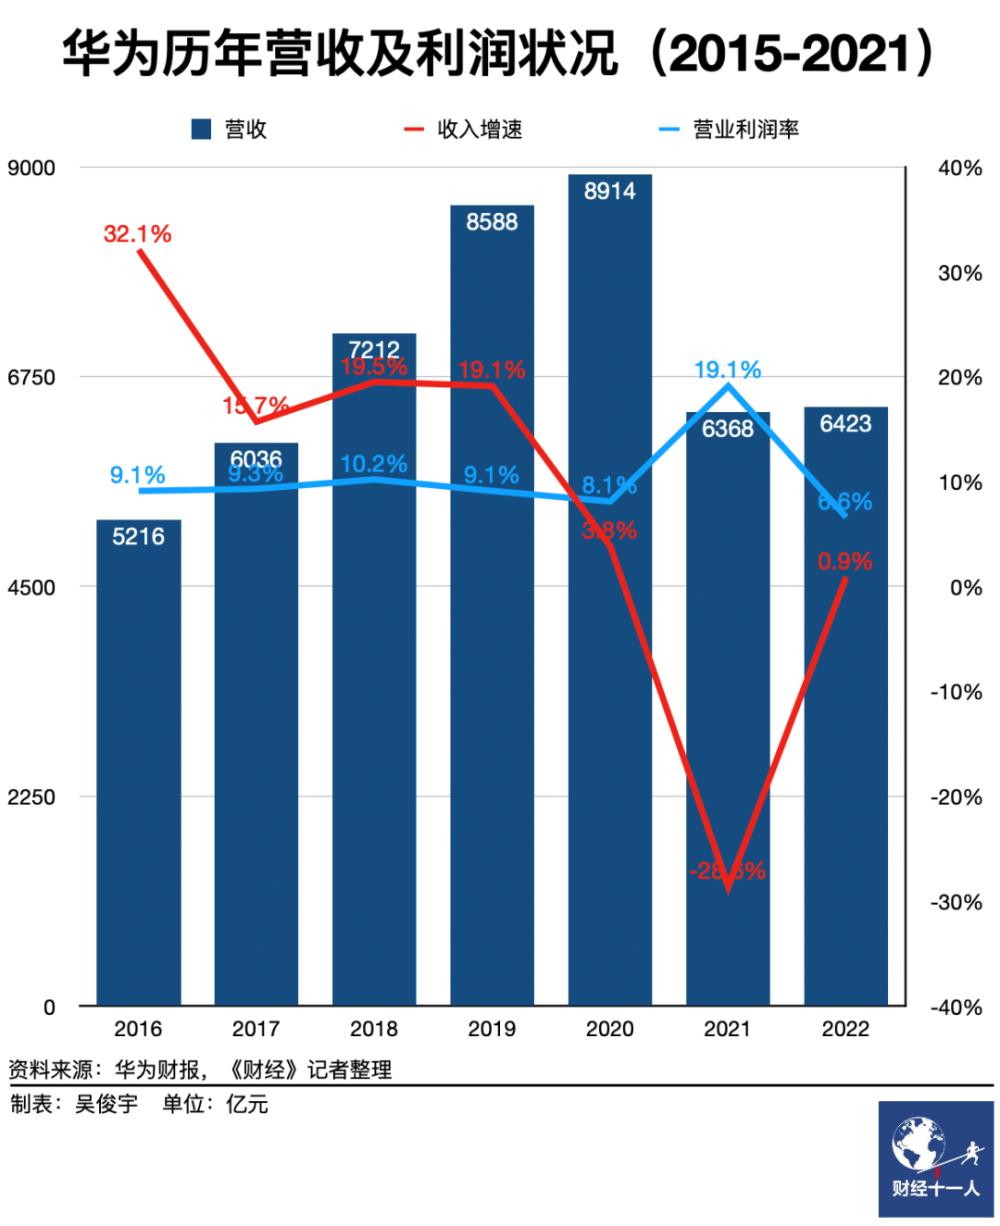 华为历年营收及利润状况（2015-2021）
营收 收入增速 营业利润率
9000 40%
8914
8588
32.1%
30%
7212
19.5% 19.1% 19.1%
6750 20%
15.7%
6368 6423
6036
9.1% 9.3% 10.2% 9.1% 8.1% 6.6%
10%
5216
3.8%
0.9%
4500 0%
-10%
2250 -20%
-28.6%
-30%
0 -40%
2016 2017 2018 2019 2020 2021 2022
资料来源：华为财报，《财经》记者整理
制表：吴俊宇 单位：亿元
财经十一人